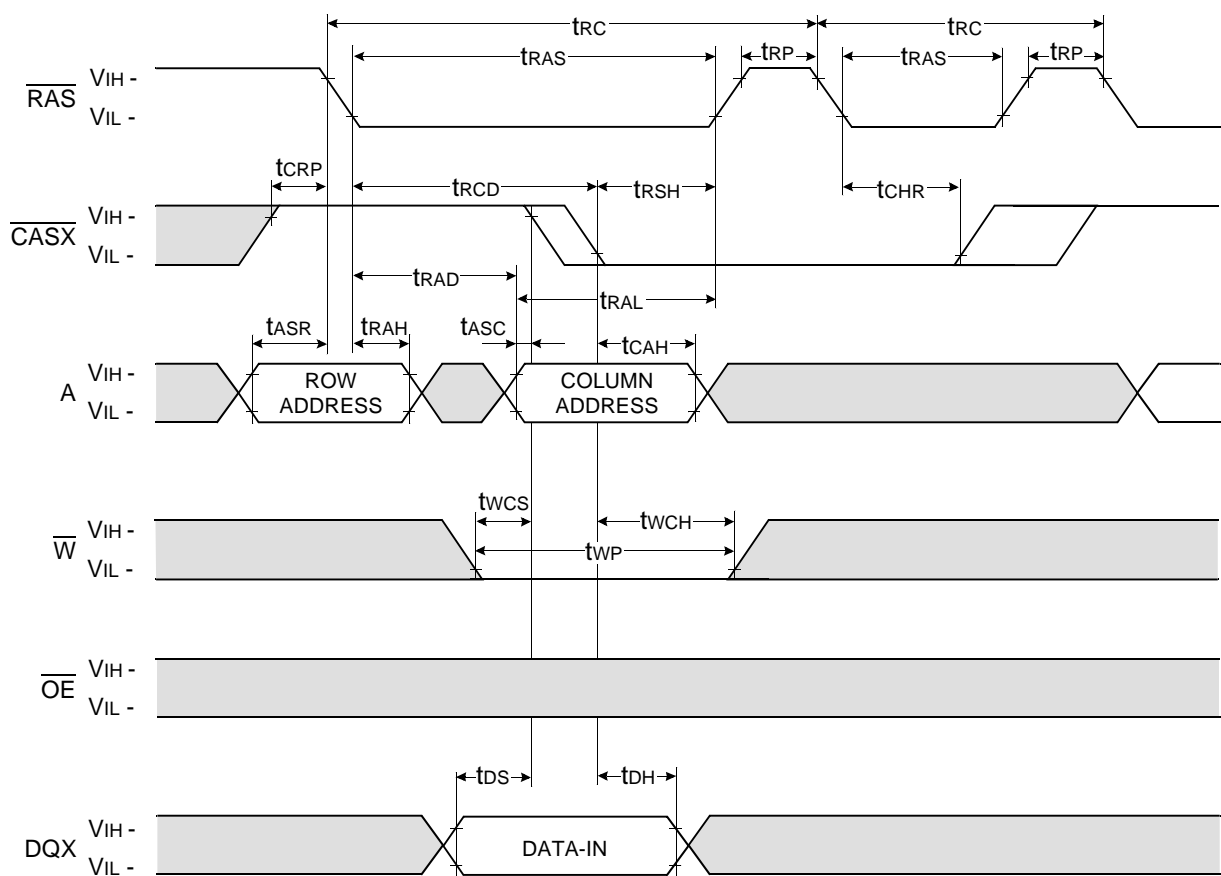 tRC tRC
tRAS tRP tRAS tRP
RAS VIH -
VIL -
tCRP tRCD tRSH tCHR
CASX VIH -
VIL -
tRAD
tRAL
tASR tRAH tASC tCAH
A VIH -
VIL -
ROW
ADDRESS
COLUMN
ADDRESS
tWCS tWCH
tWP
W VIH -
VIL -
OE VIH -
VIL -
tDS tDH
DQX VIH -
VIL -
DATA-IN